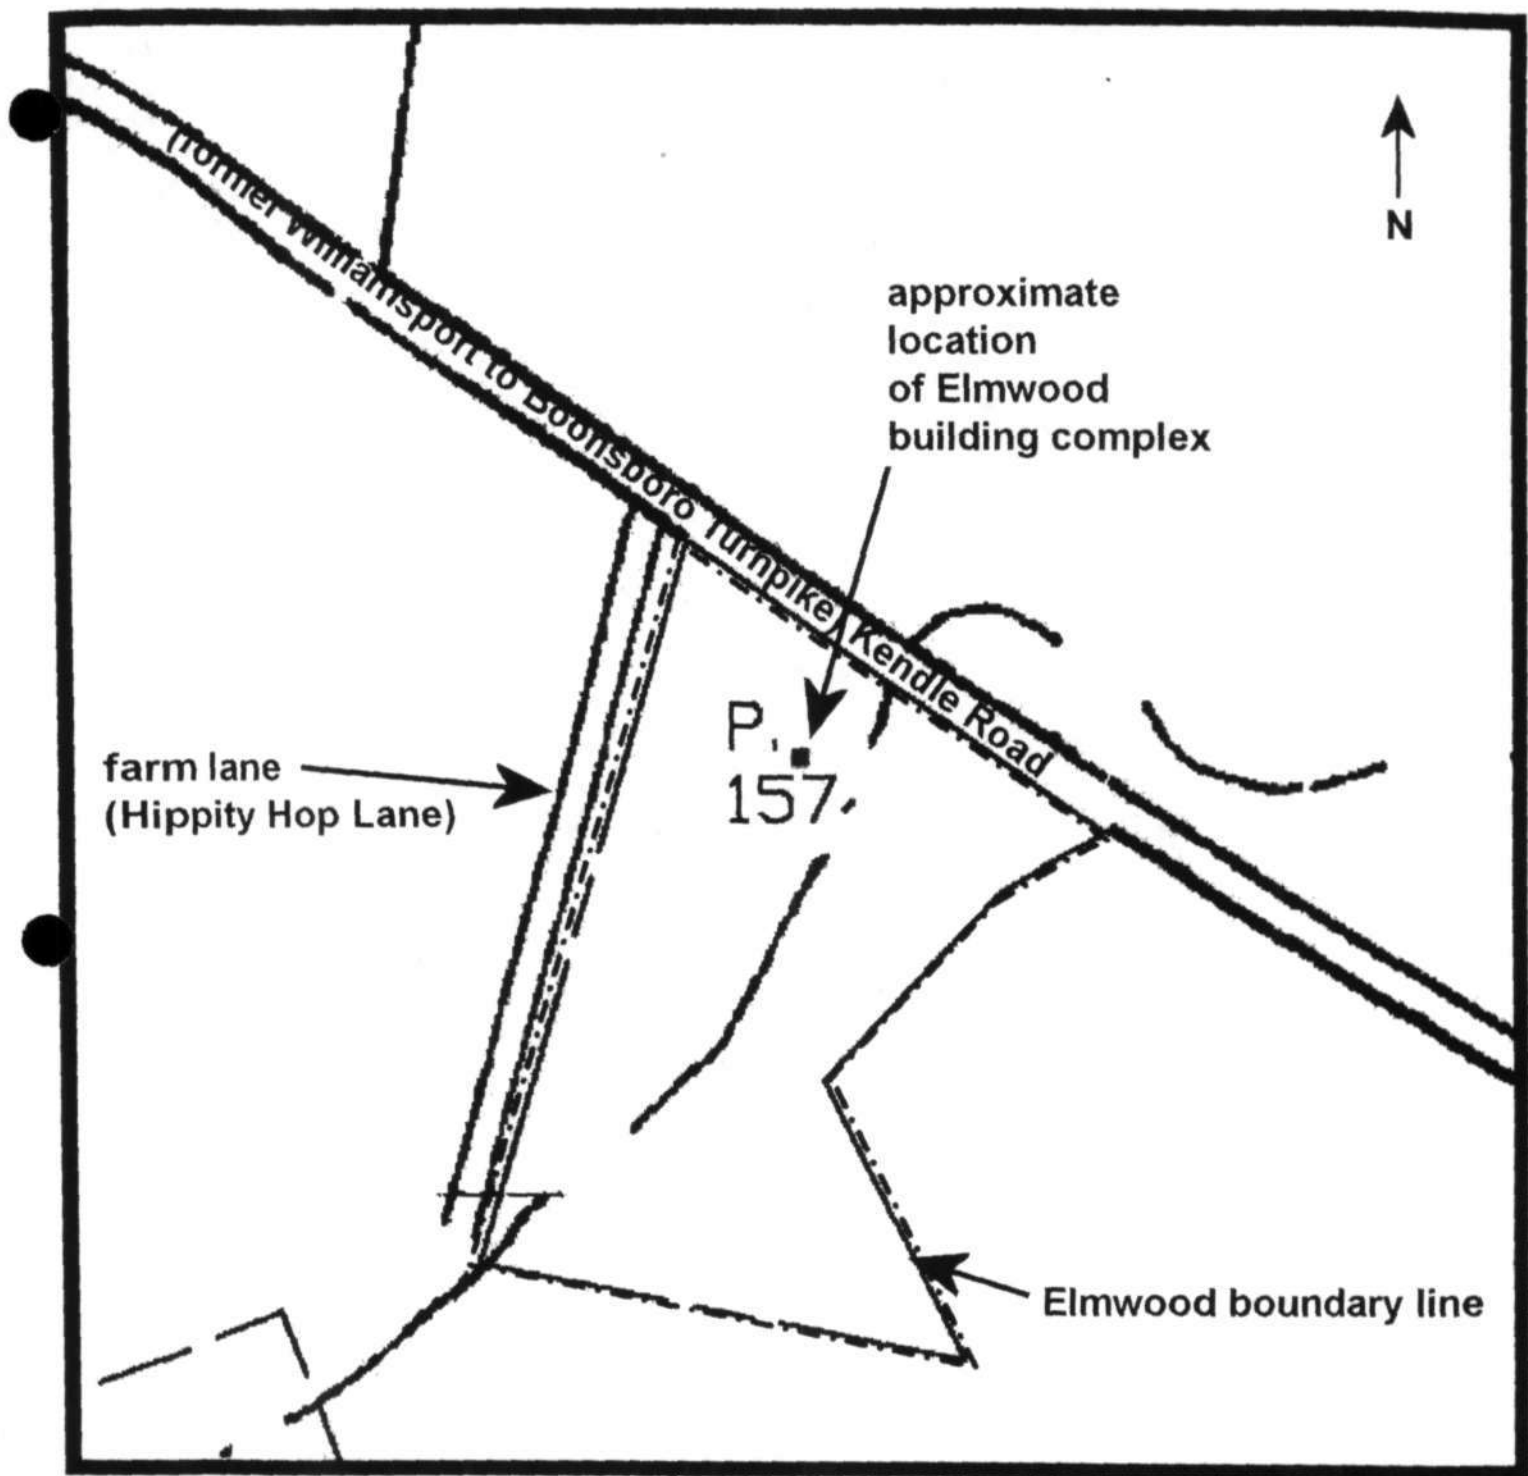 (former Williamsport to Boonsboro Turnpike) Kendle Road
N
approximate
location
of Elmwood
building complex
P.
157
farm lane
(Hippity Hop Lane)
Elmwood boundary line